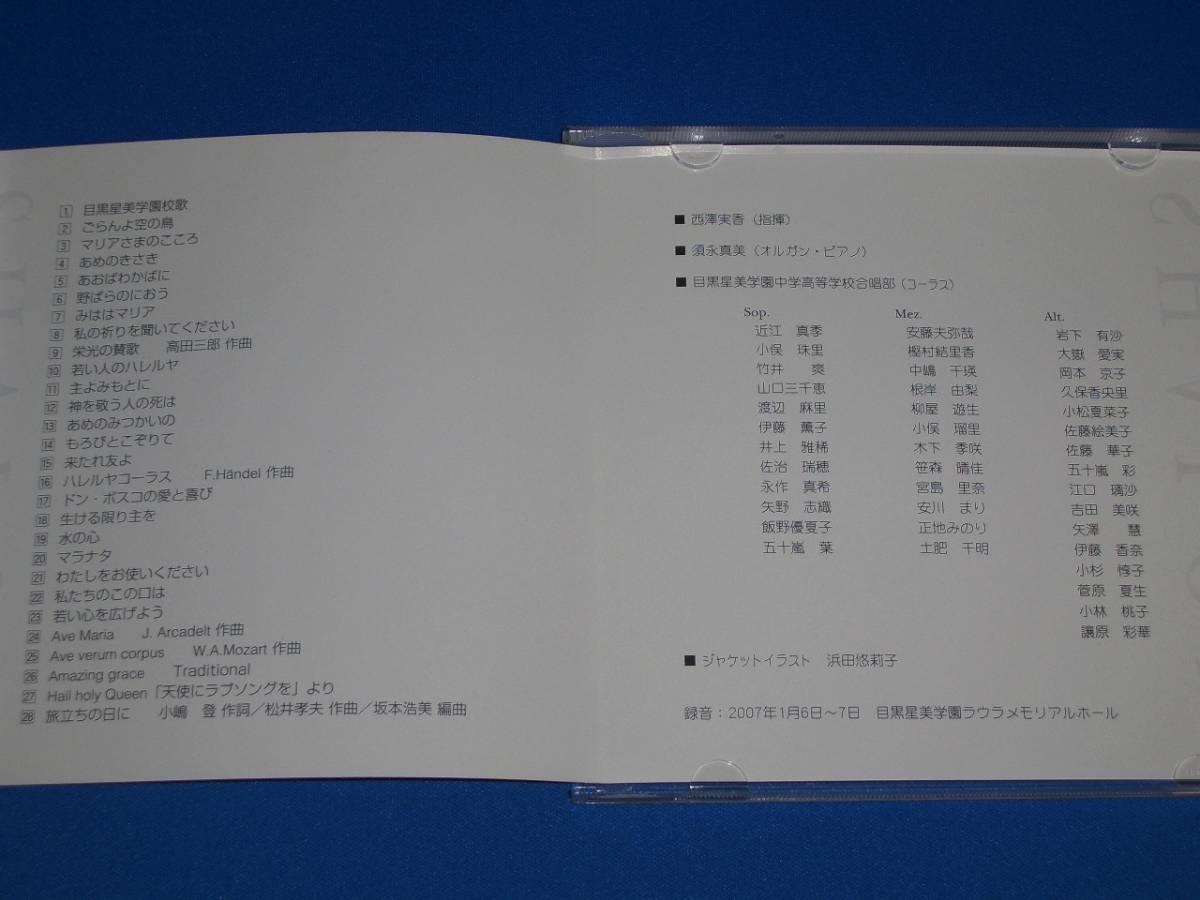 1 目黒星美学園校歌
2 ごらんよ空の鳥
3 マリアさまのこころ
4 あめのきさき
5 あおばわかばに
6 野ばらのにおう
7 みははマリア
8 私の祈りを聞いてください
9 栄光の賛歌 高田三郎 作曲
10 若い人のハレルヤ
11 主よみもとに
12 神を敬う人の死は
13 あめのみつかいの
14 もろびとこぞりて
15 来たれ友よ
16 ハレルヤコーラス F.Händel 作曲
17 ドン・ボスコの愛と喜び
18 生ける限り主を
19 水の心
20 マラナタ
21 わたしをお使いください
22 私たちのこの口は
23 若い心を広げよう
24 Ave Maria J. Arcadelt 作曲
25 Ave verum corpus W.A.Mozart 作曲
26 Amazing grace Traditional
27 Hail holy Queen「天使にラブソングを」より
28 旅立ちの日に 小嶋 登 作詞／松井孝夫 作曲／坂本浩美 編曲
■ 西澤実香（指揮）
■ 須永真美（オルガン・ピアノ）
■ 目黒星美学園中学高等学校合唱部（コーラス）
Sop.
近江 真季
小俣 珠里
竹井 爽
山口三千恵
渡辺 麻里
伊藤 薫子
井上 雅稀
佐治 瑞穂
永作 真希
矢野 志織
飯野優夏子
五十嵐 葉
Mez.
安藤夫弥哉
樫村結里香
中嶋 千瑛
根岸 由梨
柳屋 遊生
小俣 瑠里
木下 季咲
笹森 晴佳
宮島 里奈
安川 まり
正地みのり
土肥 千明
Alt.
岩下 有沙
大嶽 愛実
岡本 京子
久保香央里
小松夏菜子
佐藤絵美子
佐藤 華子
五十嵐 彩
江口 璃沙
吉田 美咲
矢澤 慧
伊藤 香奈
小杉 惇子
菅原 夏生
小林 桃子
讓原 彩華
■ ジャケットイラスト 浜田悠莉子
録音：2007年1月6日～7日 目黒星美学園ラウラメモリアルホール